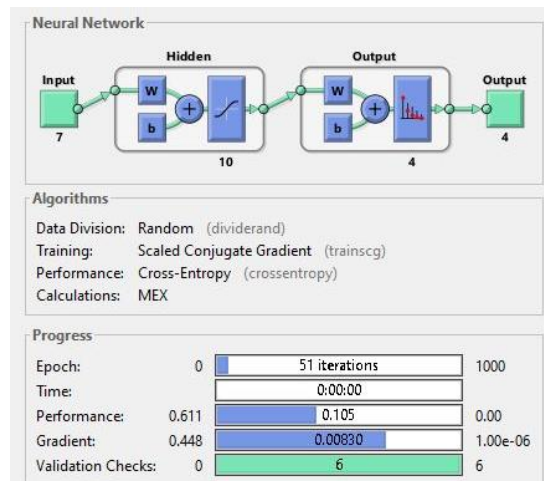 Neural Network
Hidden
Output
Input
Output
W
b
+
W
b
+
7
10
4
4
Algorithms
Data Division: Random (dividerand)
Training: Scaled Conjugate Gradient (trainscg)
Performance: Cross-Entropy (crossentropy)
Calculations: MEX
Progress
Epoch: 0 51 iterations 1000
Time: 0:00:00
Performance: 0.611 0.105 0.00
Gradient: 0.448 0.00830 1.00e-06
Validation Checks: 0 6 6